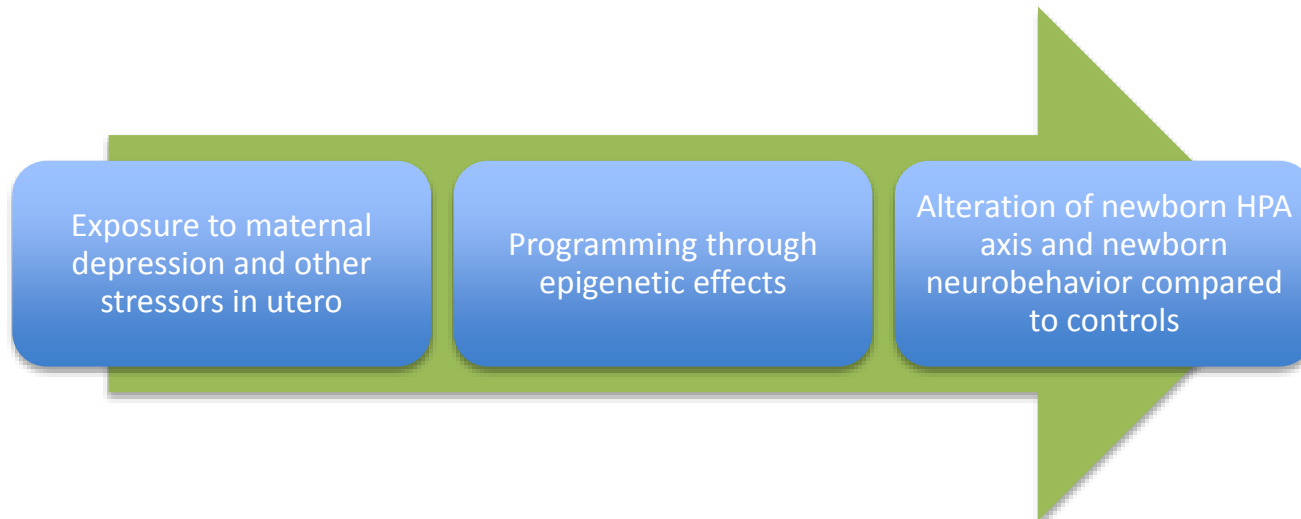 Exposure to maternal
depression and other
stressors in utero
Programming through
epigenetic effects
Alteration of newborn HPA
axis and newborn
neurobehavior compared
to controls